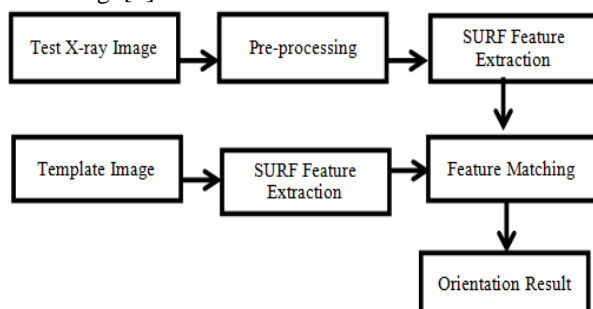 Test X-ray Image
Pre-processing
SURF Feature
Extraction
Template Image
SURF Feature
Extraction
Feature Matching
Orientation Result